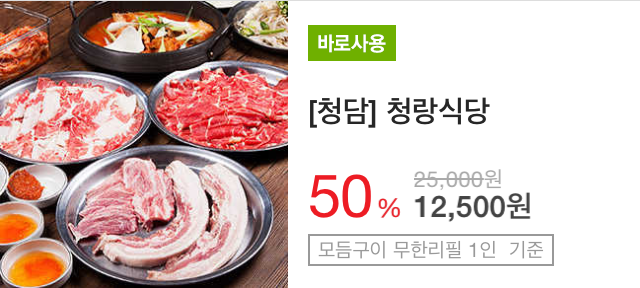 바로사용
[청담] 청랑식당
50%
25,000원
12,500원
모듬구이 무한리필 1인 기준